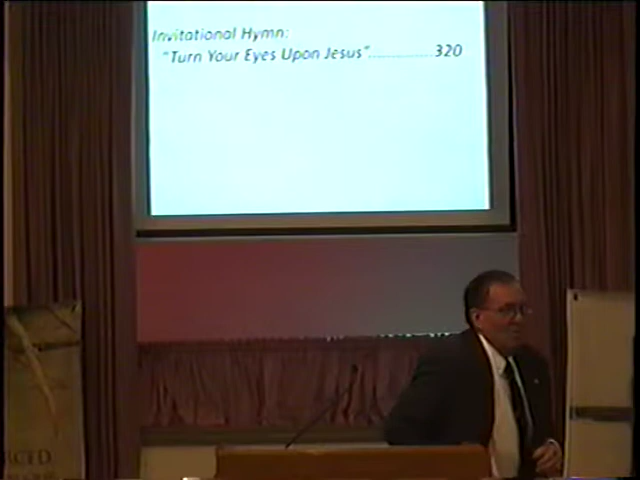 Invitational Hymn:
"Turn Your Eyes Upon Jesus"..............320